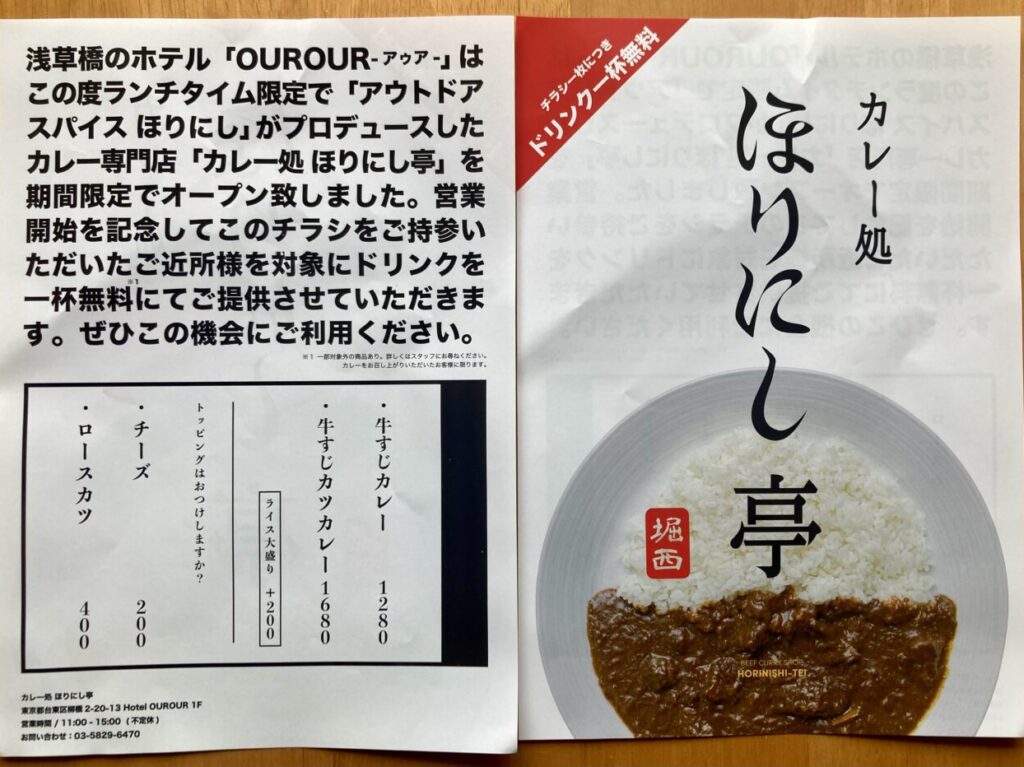 浅草橋のホテル「OUROUR-アゥア-」は
この度ランチタイム限定で「アウトドア
スパイス ほりにし」がプロデュースした
カレー専門店「カレー処 ほりにし亭」を
期間限定でオープン致しました。営業
開始を記念してこのチラシをご持参い
ただいたご近所様を対象にドリンクを
一杯無料※1にてご提供させていただきま
す。ぜひこの機会にご利用ください。
※1 一部対象外の商品あり。詳しくはスタッフにお尋ねください。
カレーをお召し上がりいただいたお客様に限ります。
・牛すじカレー 1280
・牛すじカツカレー 1680
ライス大盛り +200
トッピングはおつけしますか?
・チーズ 200
・ロースカツ 400
カレー処 ほりにし亭
東京都台東区柳橋 2-20-13 Hotel OUROUR 1F
営業時間 / 11:00 - 15:00 ( 不定休 )
お問い合わせ : 03-5829-6470
チラシ一枚につき
ドリンク一杯無料
カレー処
ほりにし亭
堀西
BEEF CURRY SHOP
HORINISHI-TEI